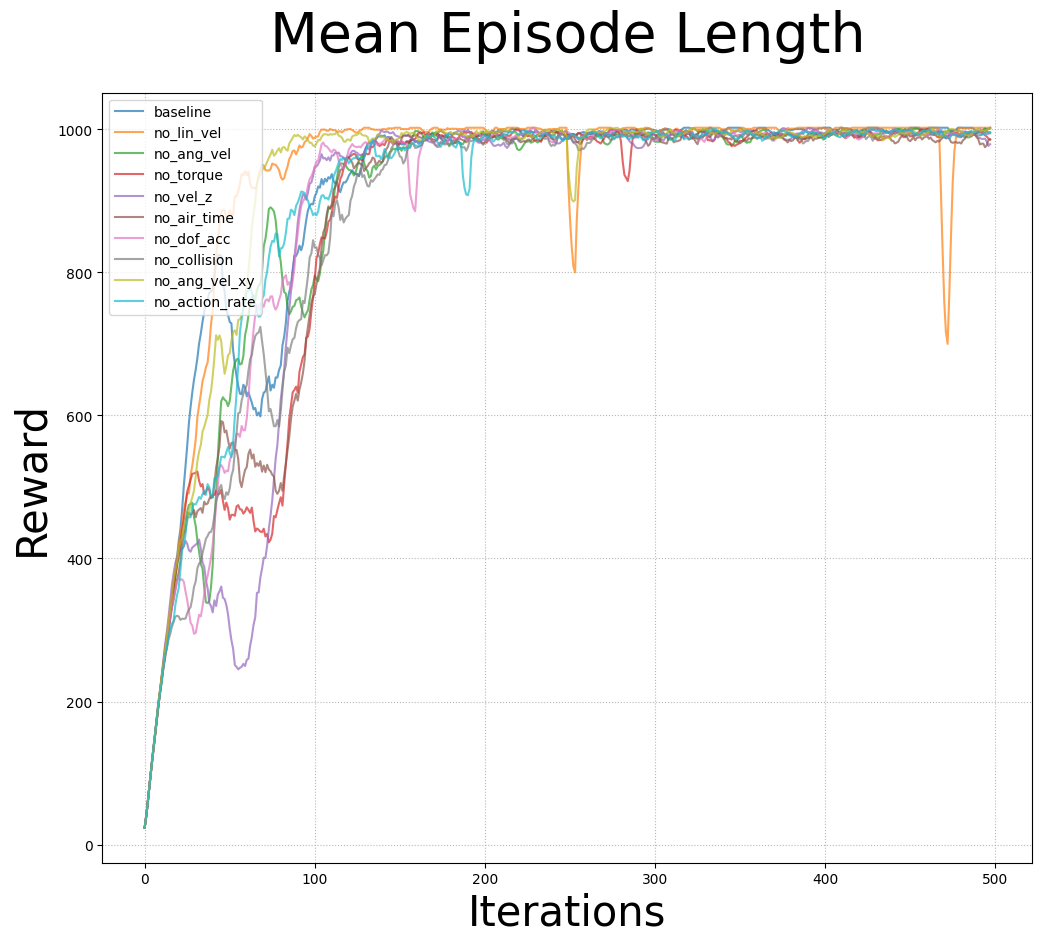 Mean Episode Length
baseline
no_lin_vel
no_ang_vel
no_torque
no_vel_z
no_air_time
no_dof_acc
no_collision
no_ang_vel_xy
no_action_rate
1000
800
600
400
200
0
Reward
0 100 200 300 400 500
Iterations